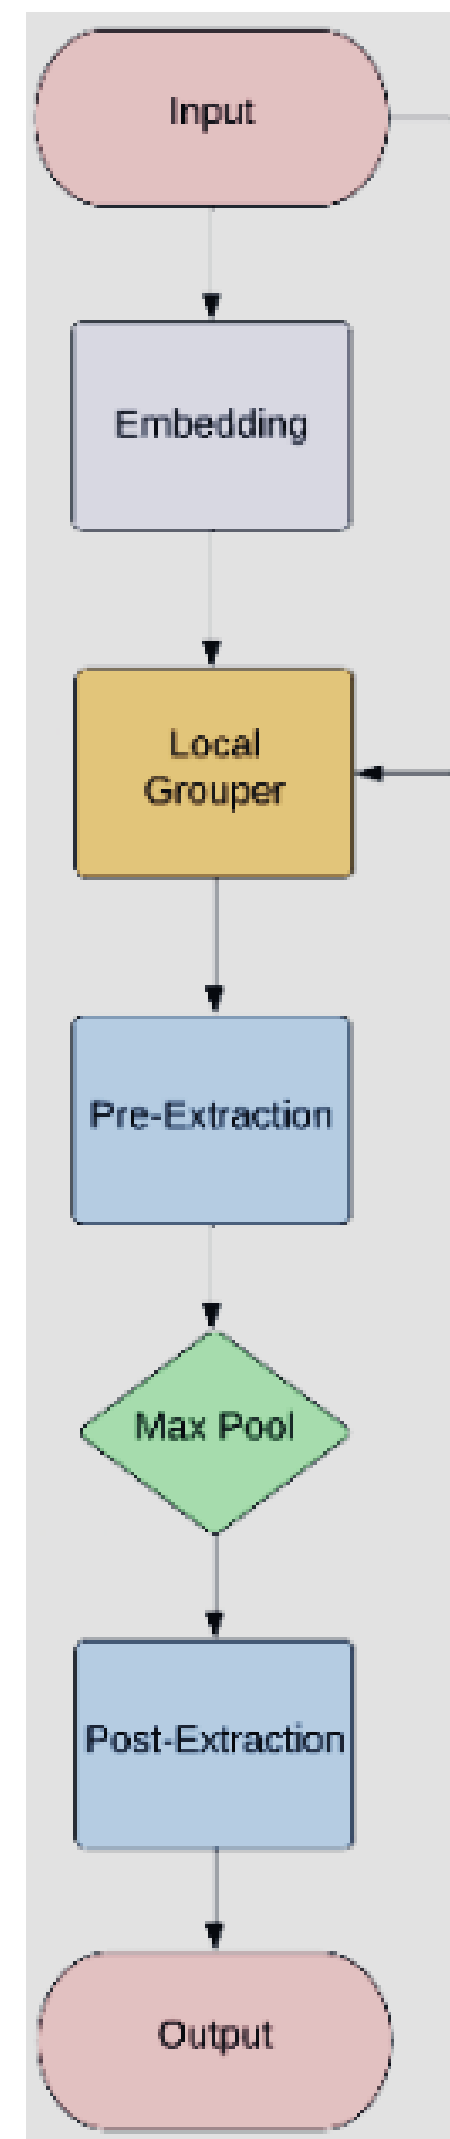 Input
Embedding
Local
Grouper
Pre-Extraction
Max Pool
Post-Extraction
Output